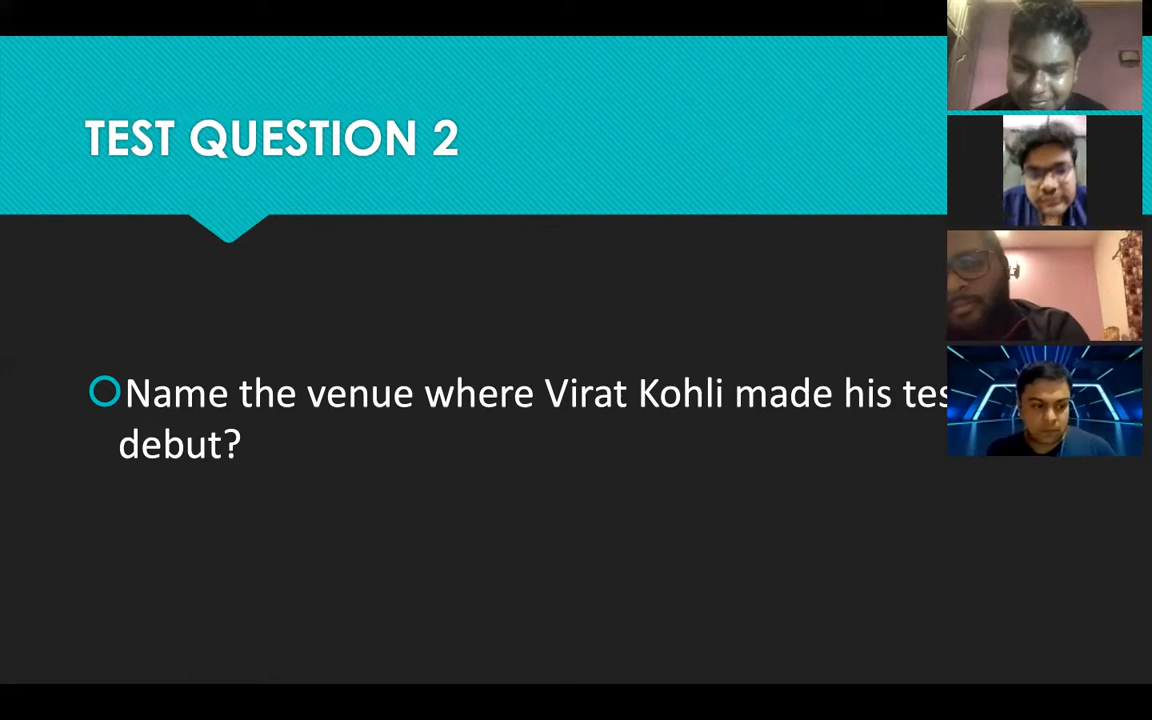 TEST QUESTION 2
Name the venue where Virat Kohli made his tes
debut?